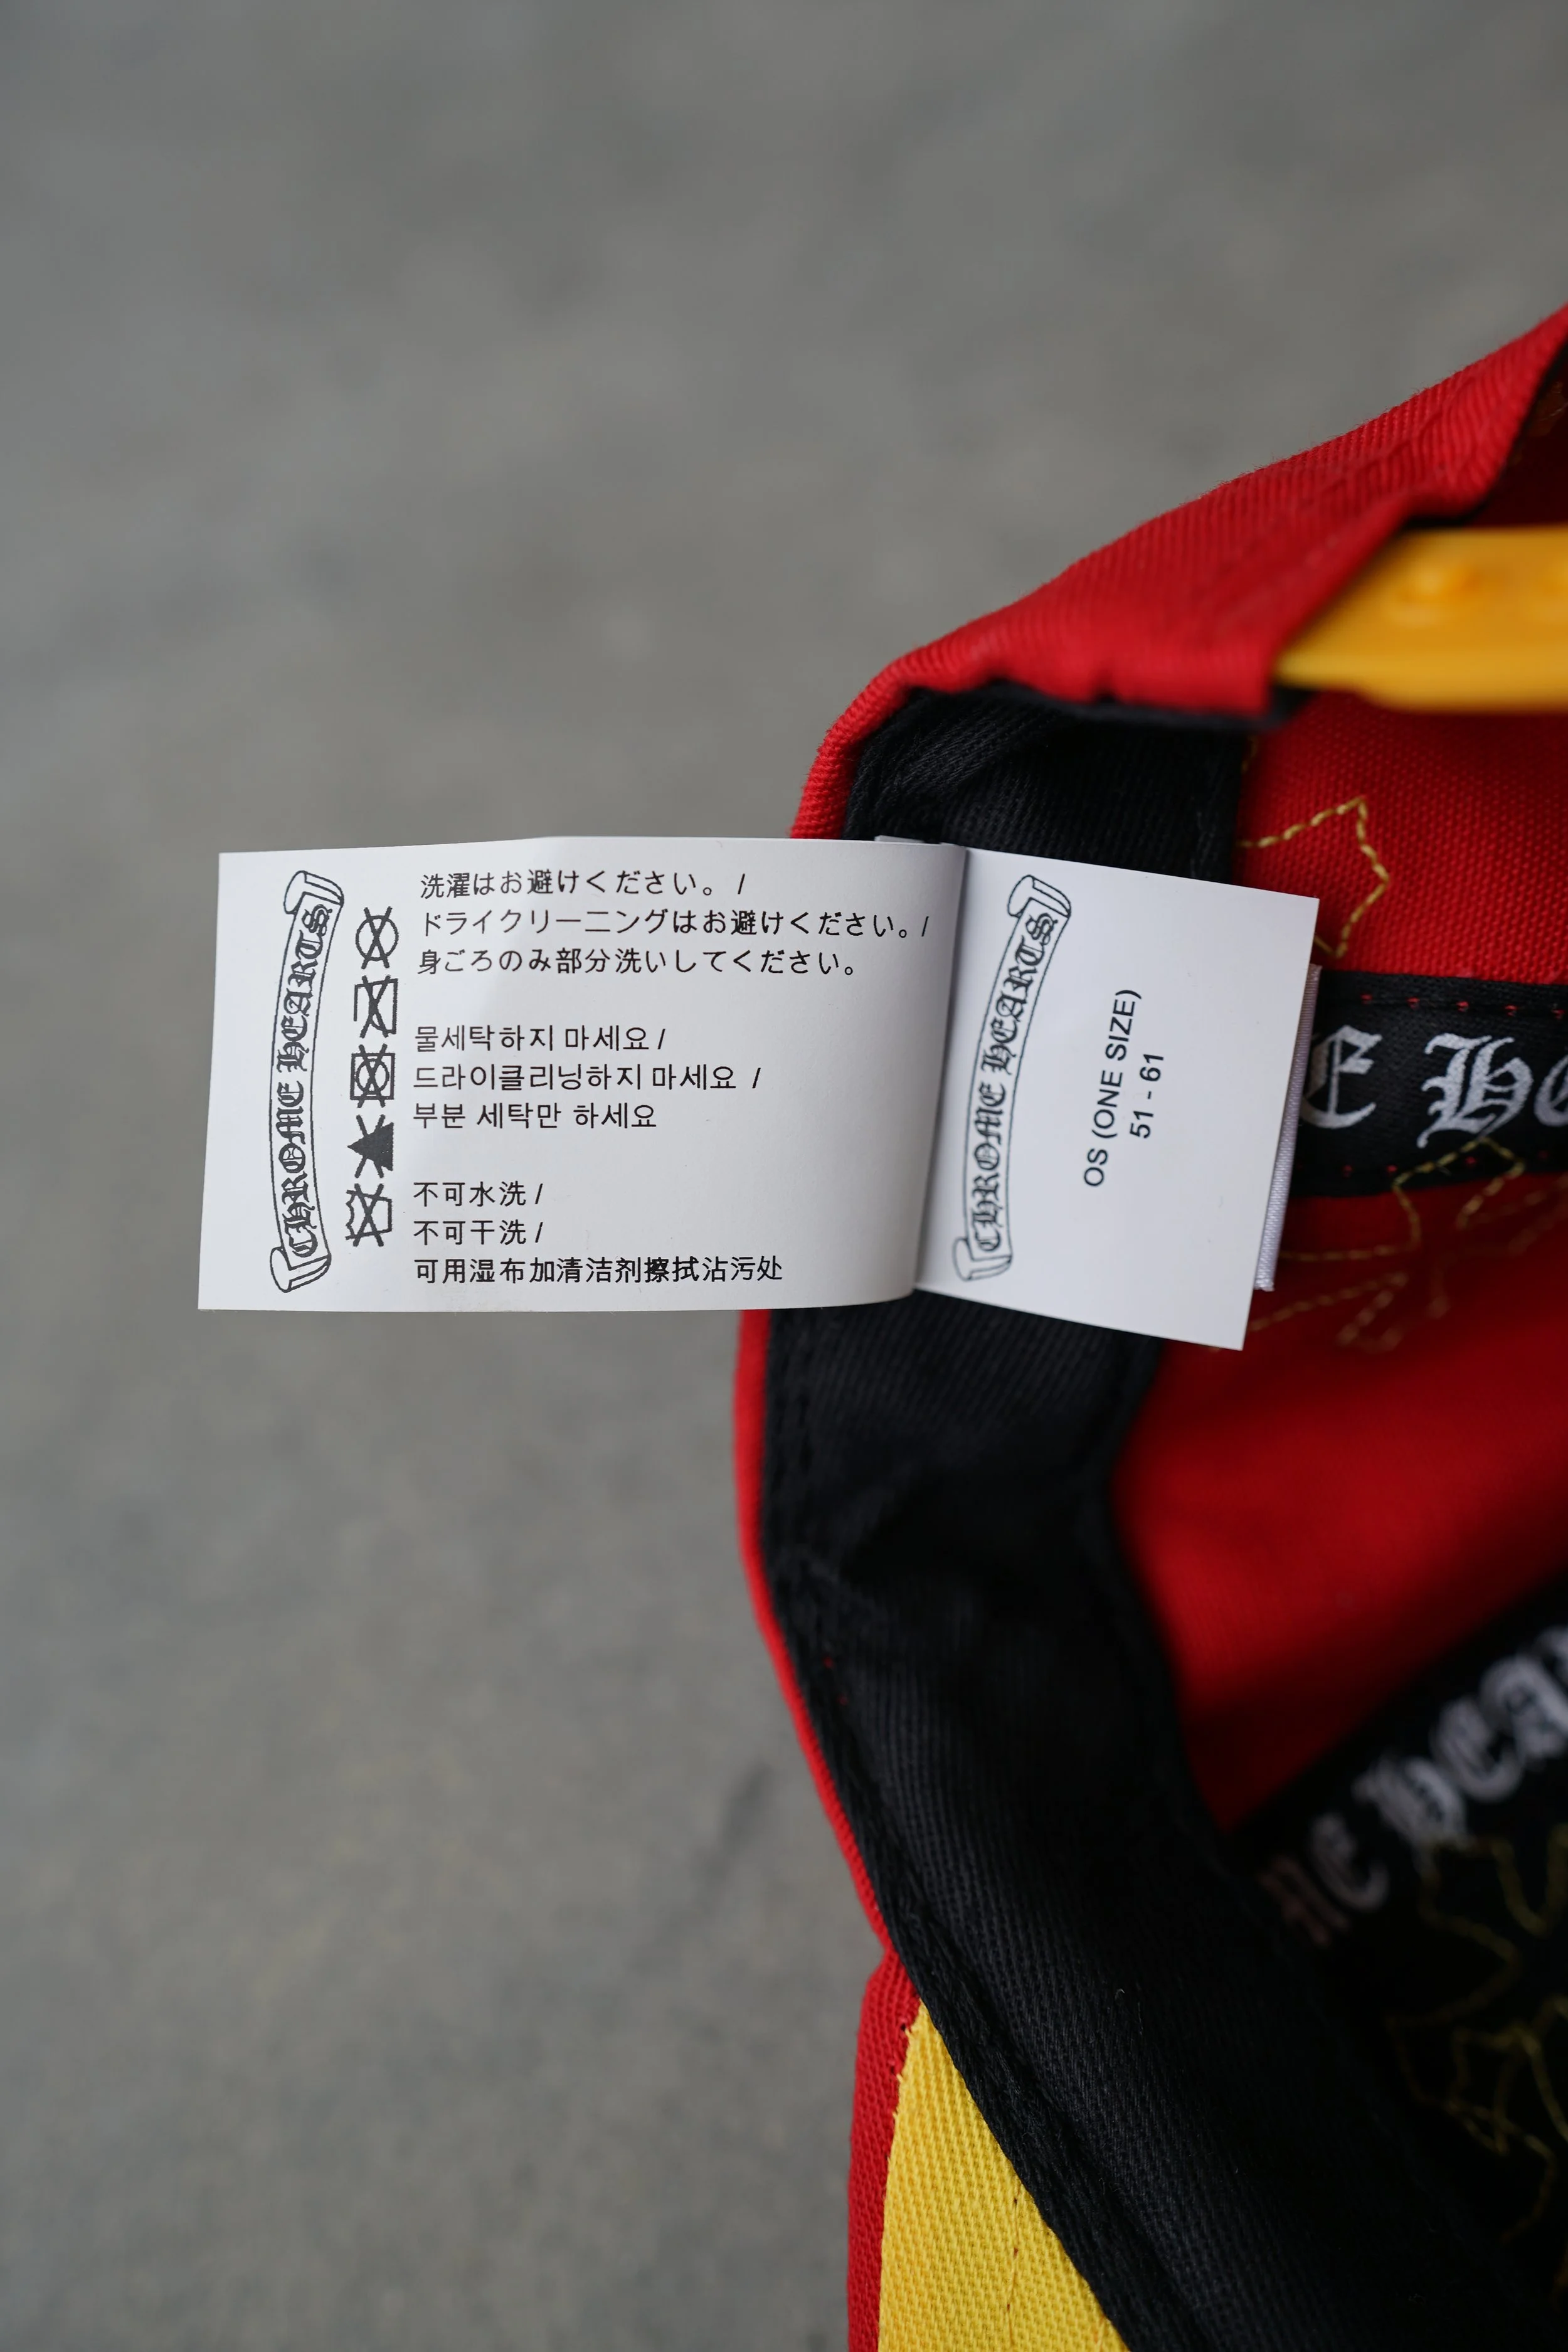 CHROME HEARTS
洗濯はお避けください。 /
ドライクリーニングはお避けください。/
身ごろのみ部分洗いしてください。
물세탁하지 마세요 /
드라이클리닝하지 마세요 /
부분 세탁만 하세요
不可水洗 /
不可干洗 /
可用湿布加清洁剂擦拭沾污处
CHROME HEARTS
OS (ONE SIZE)
51 - 61